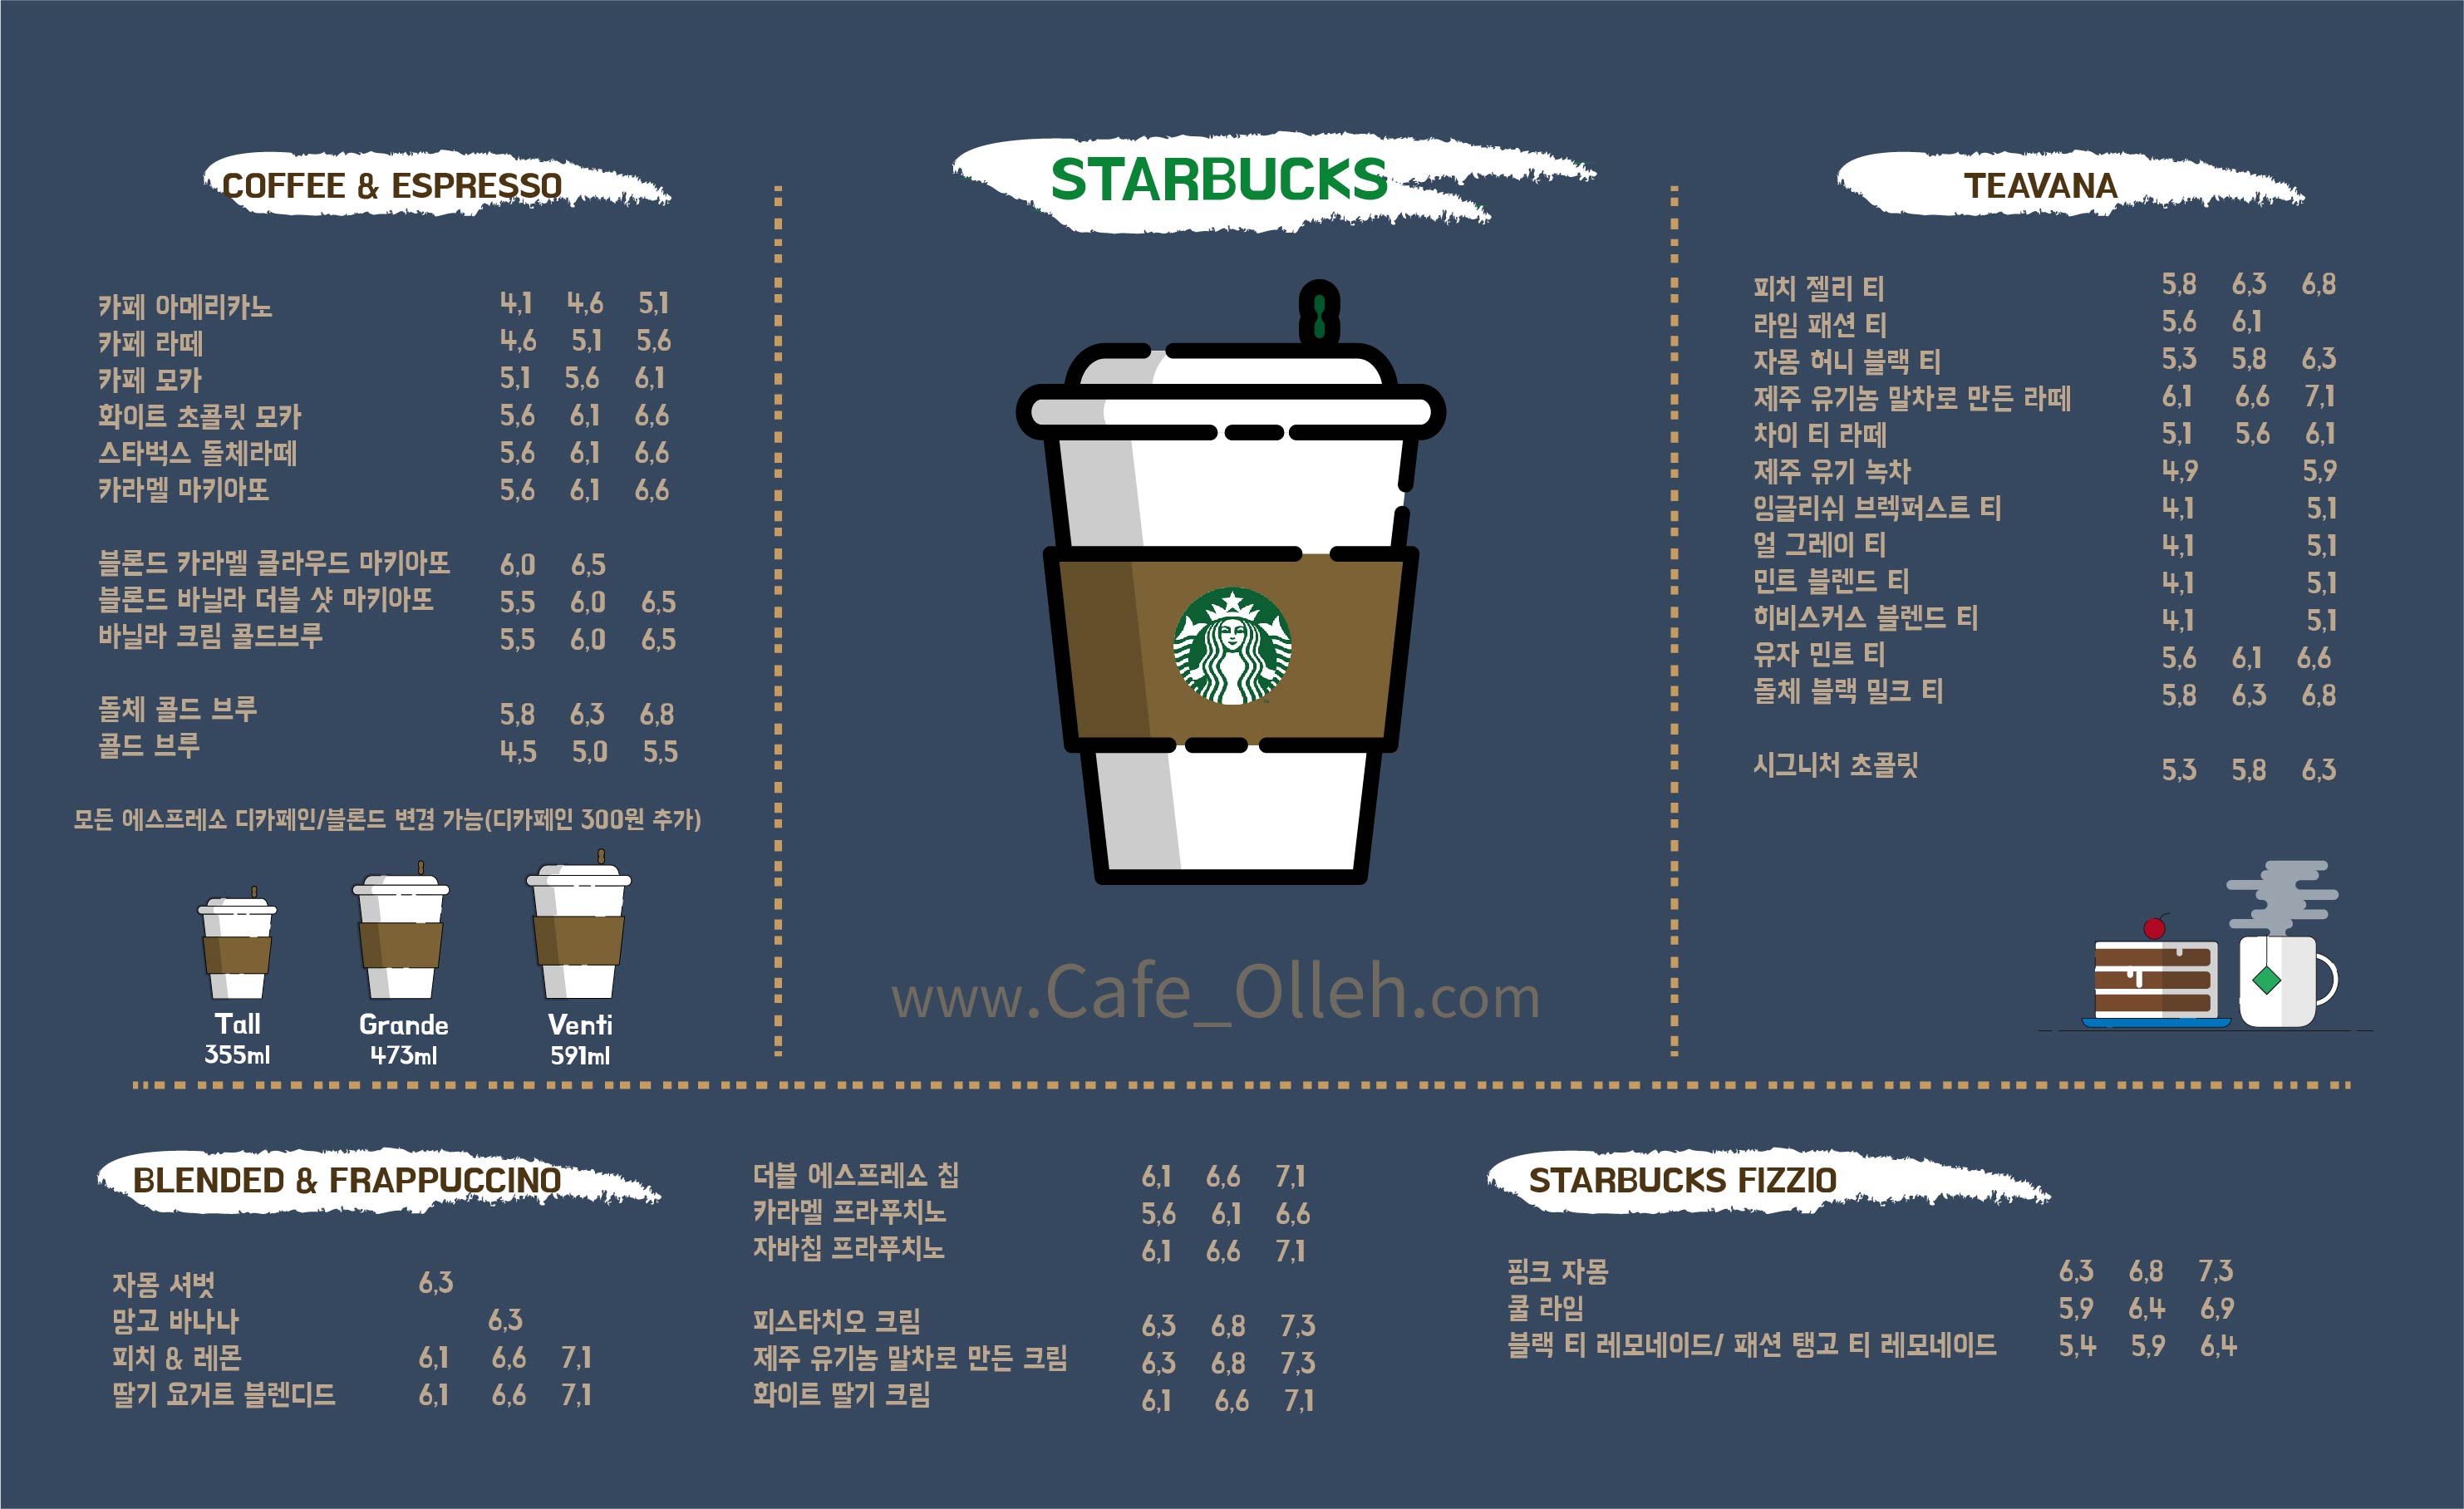 STARBUCKS
COFFEE & ESPRESSO
카페 아메리카노 4,1 4,6 5,1
카페 라떼 4,6 5,1 5,6
카페 모카 5,1 5,6 6,1
화이트 초콜릿 모카 5,6 6,1 6,6
스타벅스 돌체라떼 5,6 6,1 6,6
카라멜 마키아또 5,6 6,1 6,6
블론드 카라멜 클라우드 마키아또 6,0 6,5
블론드 바닐라 더블 샷 마키아또 5,5 6,0 6,5
바닐라 크림 콜드브루 5,5 6,0 6,5
돌체 콜드 브루 5,8 6,3 6,8
콜드 브루 4,5 5,0 5,5
모든 에스프레소 디카페인/블론드 변경 가능(디카페인 300원 추가)
Tall Grande Venti
355ml 473ml 591ml
www.Cafe_Olleh.com
TEAVANA
피치 젤리 티 5,8 6,3 6,8
라임 패션 티 5,6 6,1
자몽 허니 블랙 티 5,3 5,8 6,3
제주 유기농 말차로 만든 라떼 6,1 6,6 7,1
차이 티 라떼 5,1 5,6 6,1
제주 유기 녹차 4,9 5,9
잉글리쉬 브렉퍼스트 티 4,1 5,1
얼 그레이 티 4,1 5,1
민트 블렌드 티 4,1 5,1
히비스커스 블렌드 티 4,1 5,1
유자 민트 티 5,6 6,1 6,6
돌체 블랙 밀크 티 5,8 6,3 6,8
시그니처 초콜릿 5,3 5,8 6,3
BLENDED & FRAPPUCCINO
자몽 셔벗 6,3
망고 바나나 6,3
피치 & 레몬 6,1 6,6 7,1
딸기 요거트 블렌디드 6,1 6,6 7,1
더블 에스프레소 칩 6,1 6,6 7,1
카라멜 프라푸치노 5,6 6,1 6,6
자바칩 프라푸치노 6,1 6,6 7,1
피스타치오 크림 6,3 6,8 7,3
제주 유기농 말차로 만든 크림 6,3 6,8 7,3
화이트 딸기 크림 6,1 6,6 7,1
STARBUCKS FIZZIO
핑크 자몽 6,3 6,8 7,3
쿨 라임 5,9 6,4 6,9
블랙 티 레모네이드/ 패션 탱고 티 레모네이드 5,4 5,9 6,4